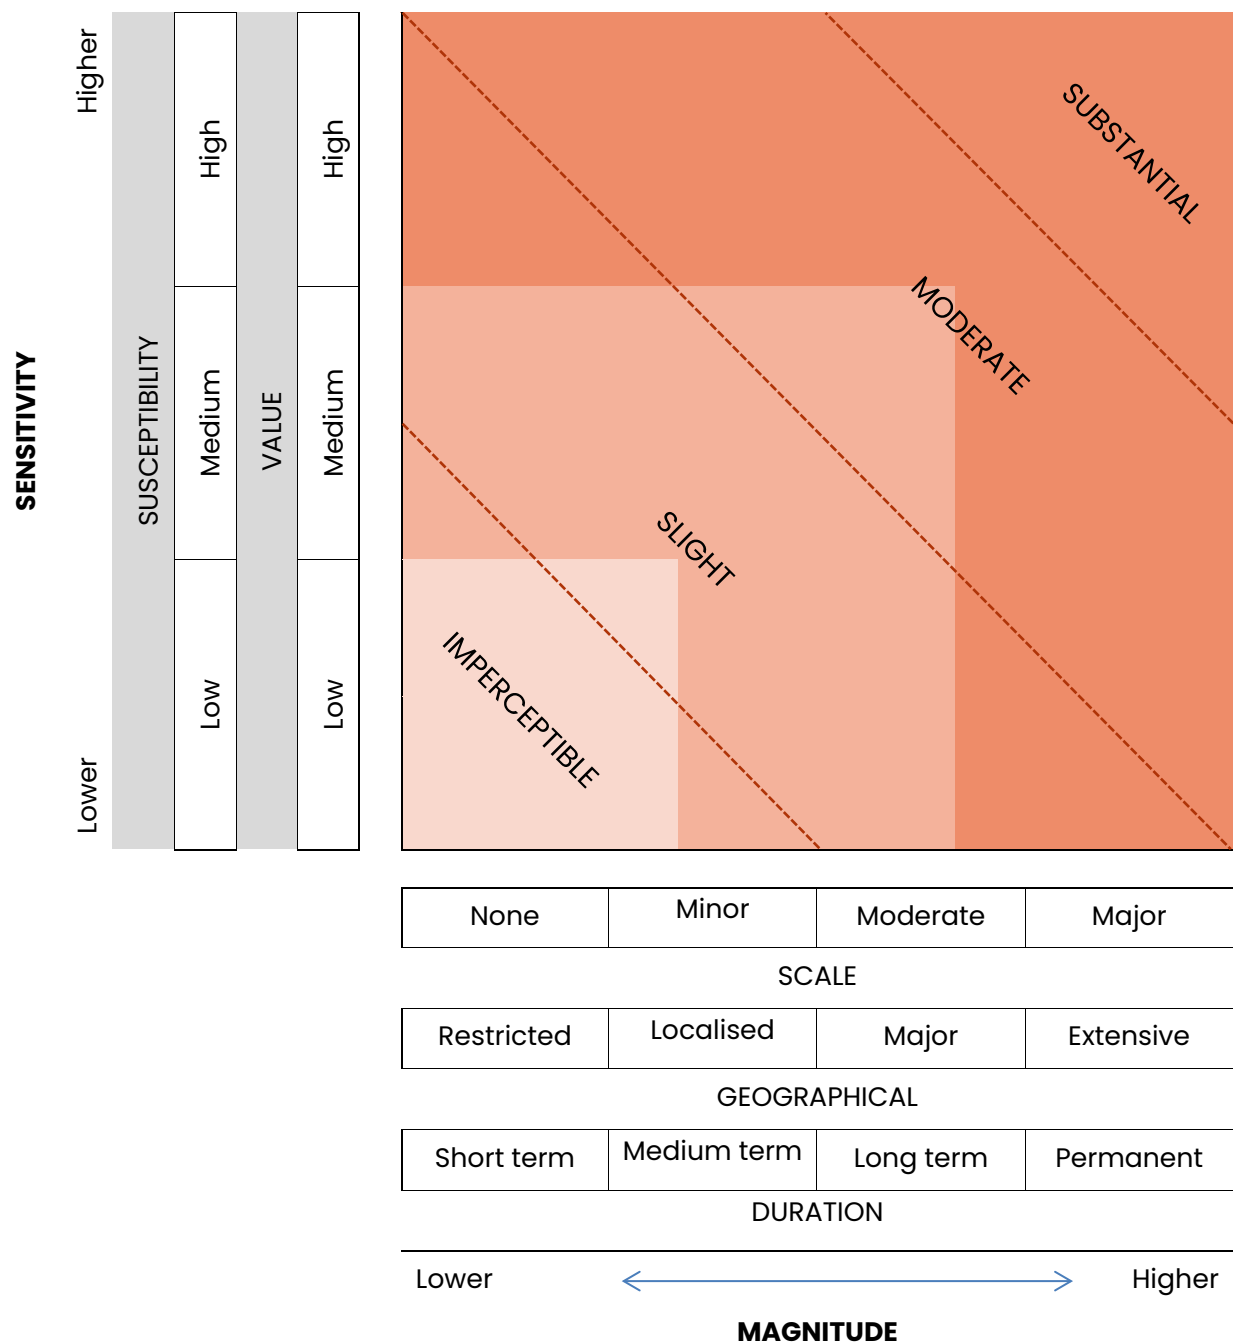 SENSITIVITY
Higher
Lower
SUSCEPTIBILITY
High
Medium
Low
VALUE
High
Medium
Low
SUBSTANTIAL
MODERATE
SLIGHT
IMPERCEPTIBLE
None Minor Moderate Major
SCALE
Restricted Localised Major Extensive
GEOGRAPHICAL
Short term Medium term Long term Permanent
DURATION
Lower Higher
MAGNITUDE